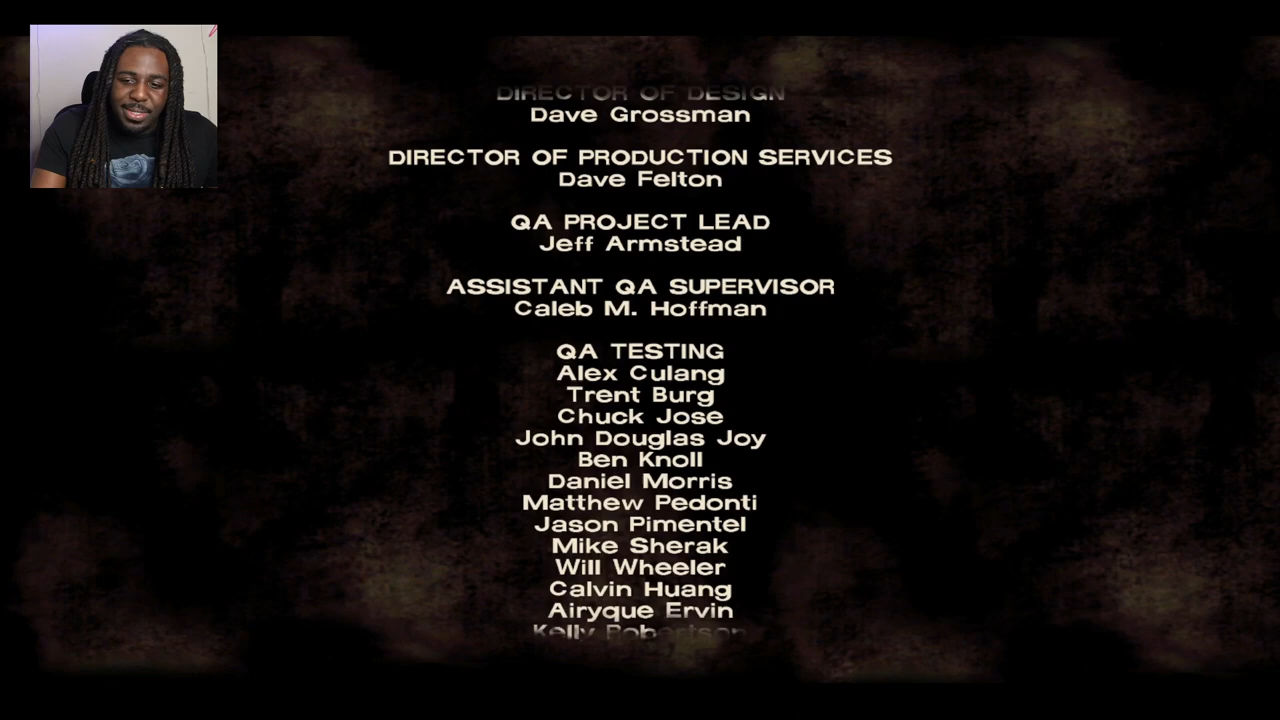 DIRECTOR OF DESIGN
Dave Grossman
DIRECTOR OF PRODUCTION SERVICES
Dave Felton
QA PROJECT LEAD
Jeff Armstead
ASSISTANT QA SUPERVISOR
Caleb M. Hoffman
QA TESTING
Alex Culang
Trent Burg
Chuck Jose
John Douglas Joy
Ben Knoll
Daniel Morris
Matthew Pedonti
Jason Pimentel
Mike Sherak
Will Wheeler
Calvin Huang
Airyque Ervin
Kelly Robertson